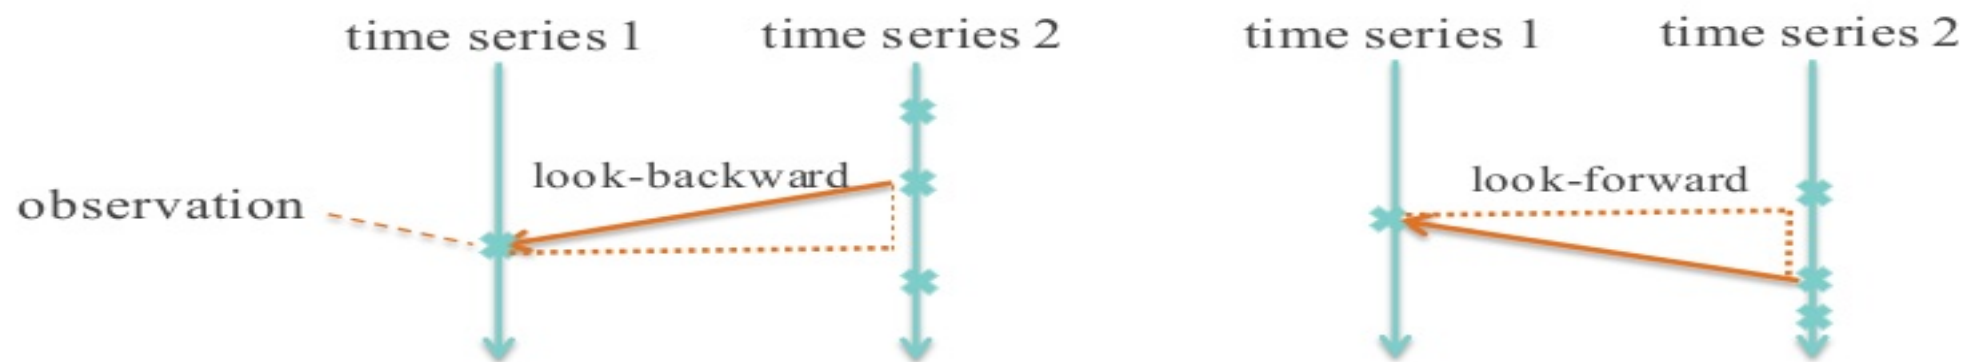 time series 1 time series 2 time series 1 time series 2
look-backward look-forward
observation